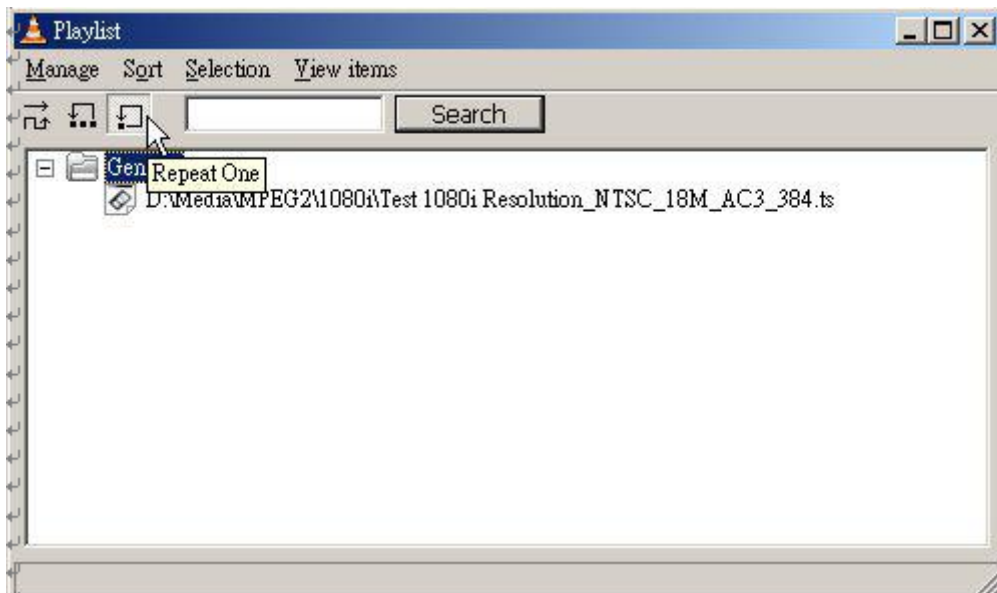 Playlist
Manage Sort Selection View items
Search
Gen
Repeat One
D:\Media\MPEG2\1080i\Test 1080i Resolution_NTSC_18M_AC3_384.ts